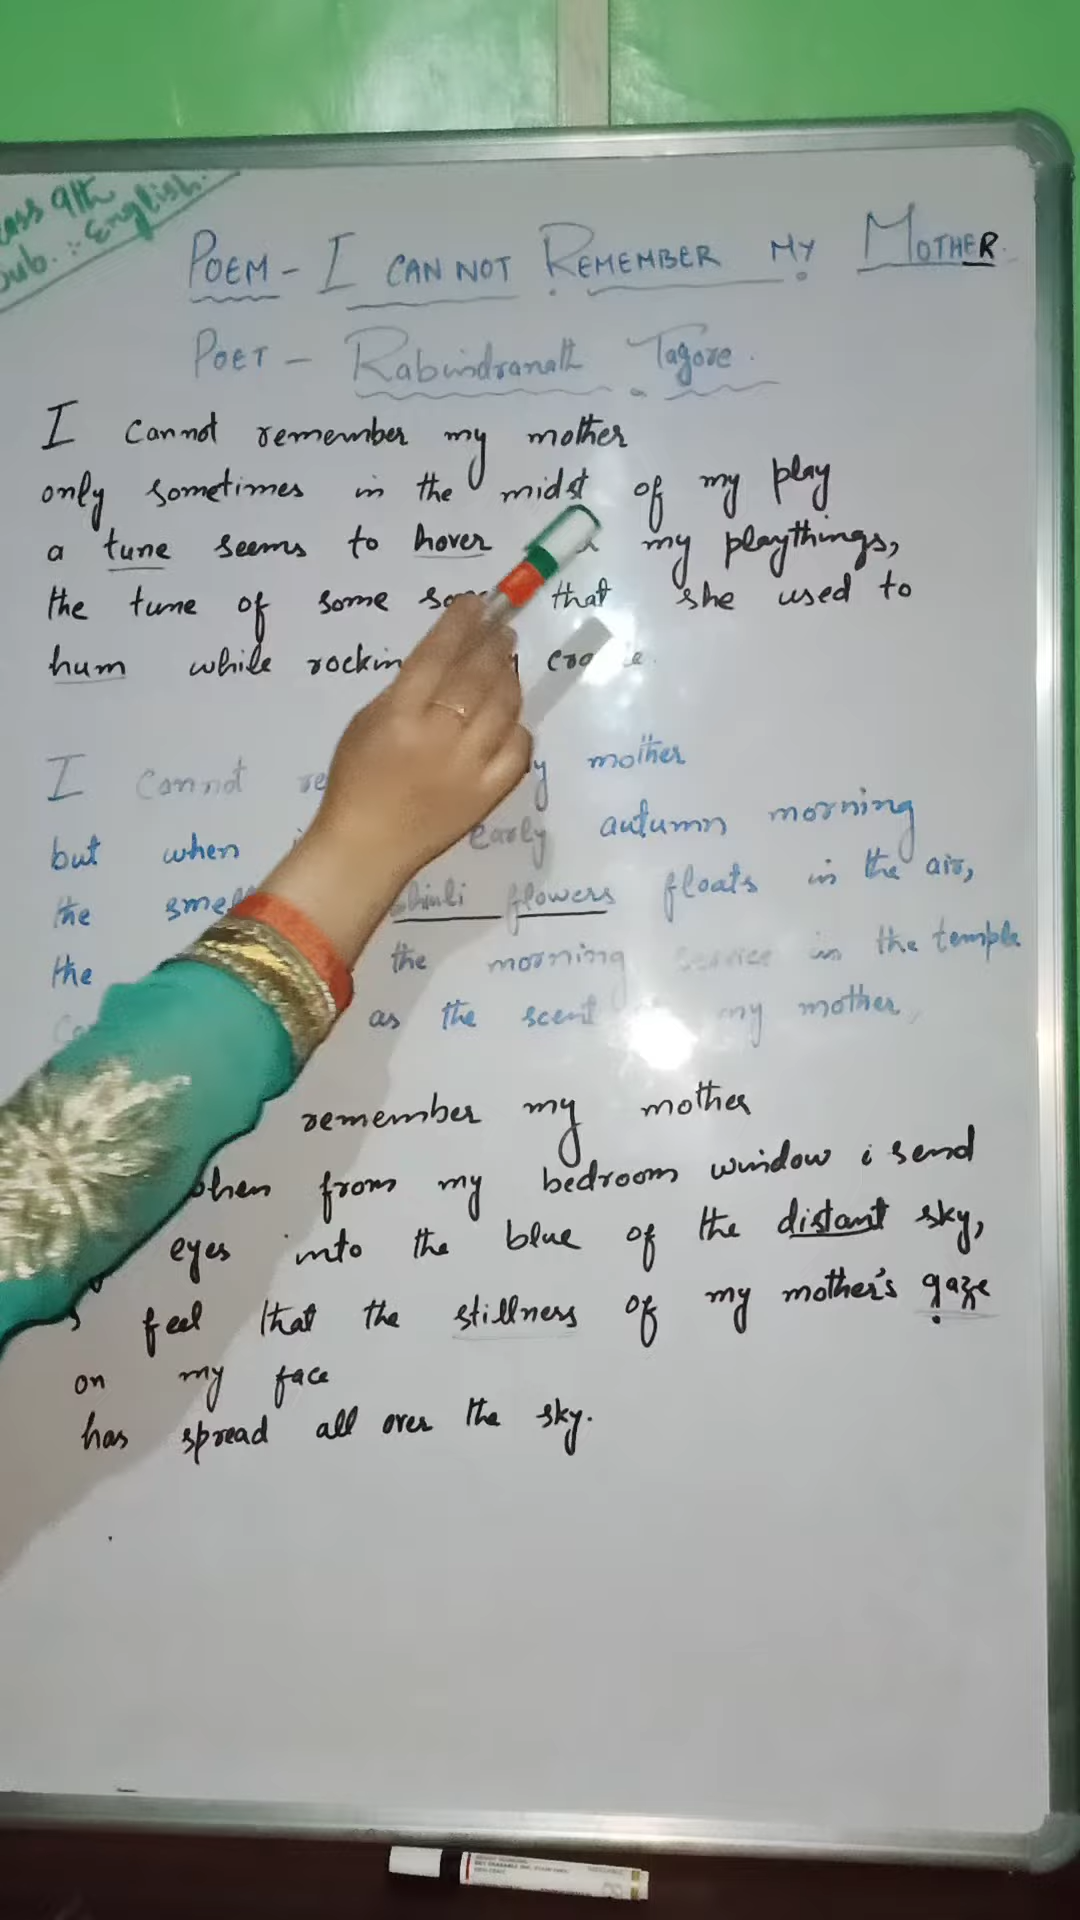 Class 9th
Sub. :- English.
POEM - I CAN NOT REMEMBER MY MOTHER.
POET - Rabindranath Tagore.
I cannot remember my mother
only sometimes in the midst of my play
a tune seems to hover my playthings,
the tune of some that she used to
hum while rocking
I cannot my mother
but when early autumn morning
the shiuli flowers floats in the air,
the the morning service in the temple
as the scent my mother,
remember my mother
when from my bedroom window i send
eyes into the blue of the distant sky,
feel that the stillness of my mother's gaze
on my face
has spread all over the sky.